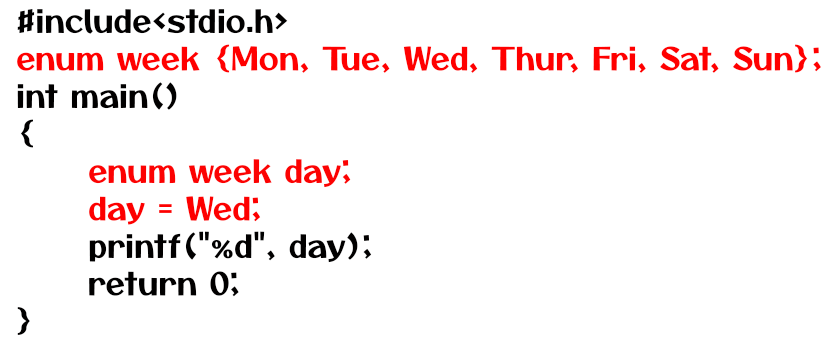 #include<stdio.h>
enum week {Mon, Tue, Wed, Thur, Fri, Sat, Sun};
int main()
{
enum week day;
day = Wed;
printf("%d", day);
return 0;
}